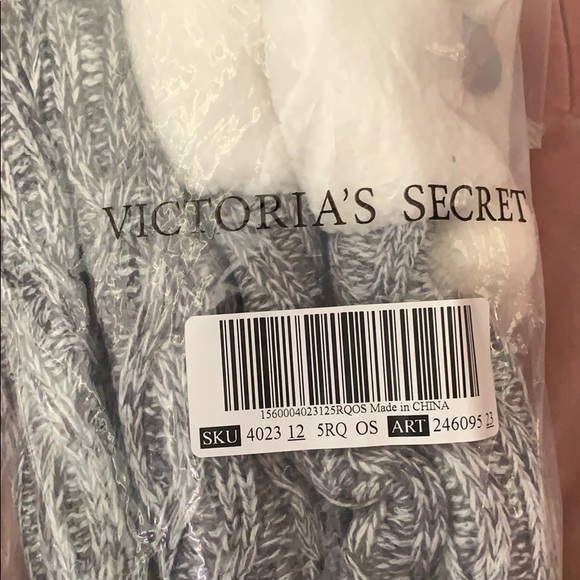 VICTORIA'S SECRET
1560004023125RQOS Made in CHINA
SKU 4023 12 5RQ OS ART 246095 23